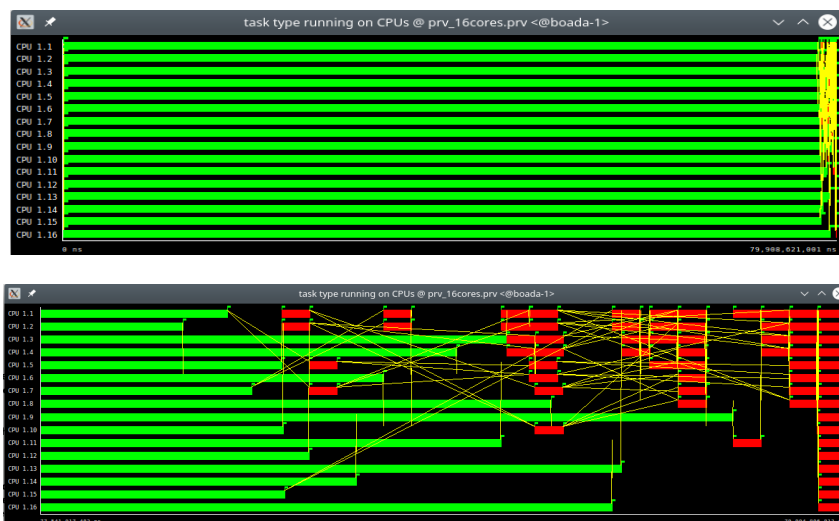 task type running on CPUs @ prv_16cores.prv <@boada-1>
CPU 1.1
CPU 1.2
CPU 1.3
CPU 1.4
CPU 1.5
CPU 1.6
CPU 1.7
CPU 1.8
CPU 1.9
CPU 1.10
CPU 1.11
CPU 1.12
CPU 1.13
CPU 1.14
CPU 1.15
CPU 1.16
0 ms 79,908,621,001 ms
task type running on CPUs @ prv_16cores.prv <@boada-1>
CPU 1.1
CPU 1.2
CPU 1.3
CPU 1.4
CPU 1.5
CPU 1.6
CPU 1.7
CPU 1.8
CPU 1.9
CPU 1.10
CPU 1.11
CPU 1.12
CPU 1.13
CPU 1.14
CPU 1.15
CPU 1.16